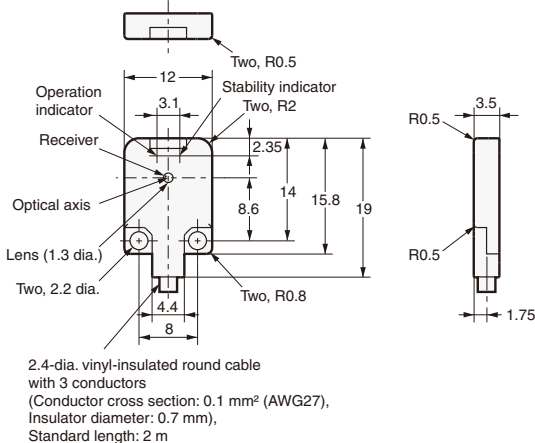 Two, R0.5
12
Stability indicator
Operation
indicator
3.1
Two, R2
3.5
R0.5
Receiver
2.35
Optical axis
14
15.8
19
8.6
Lens (1.3 dia.)
R0.5
Two, 2.2 dia.
Two, R0.8
4.4
1.75
8
2.4-dia. vinyl-insulated round cable
with 3 conductors
(Conductor cross section: 0.1 mm² (AWG27),
Insulator diameter: 0.7 mm),
Standard length: 2 m